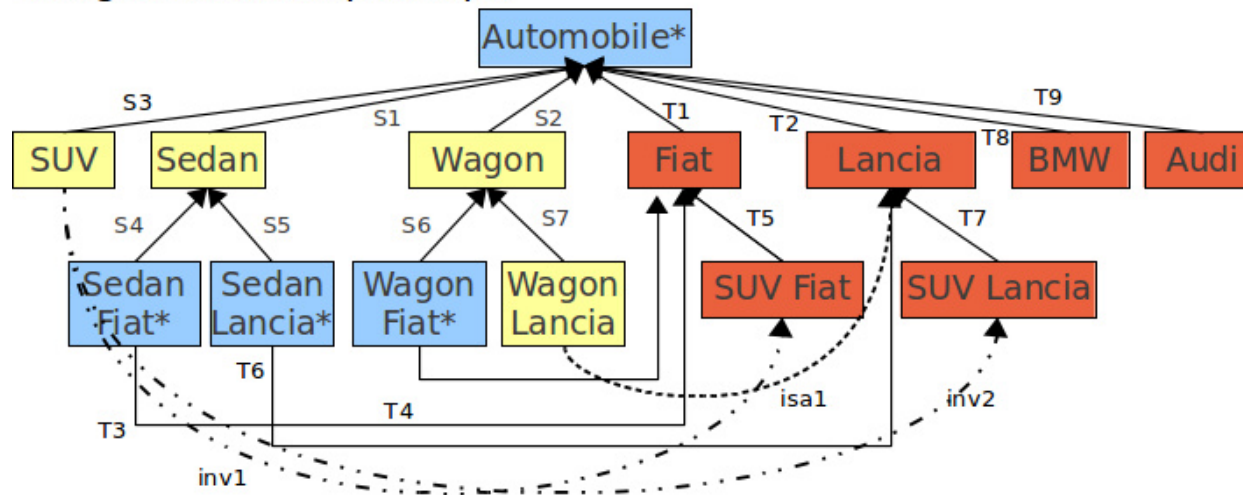 Automobile*
S3
S1
S2
T1
T2
T8
T9
SUV
Sedan
Wagon
Fiat
Lancia
BMW
Audi
S4
S5
S6
S7
T5
T7
Sedan
Fiat*
Sedan
Lancia*
Wagon
Fiat*
Wagon
Lancia
SUV Fiat
SUV Lancia
T6
T3
T4
isa1
inv2
inv1